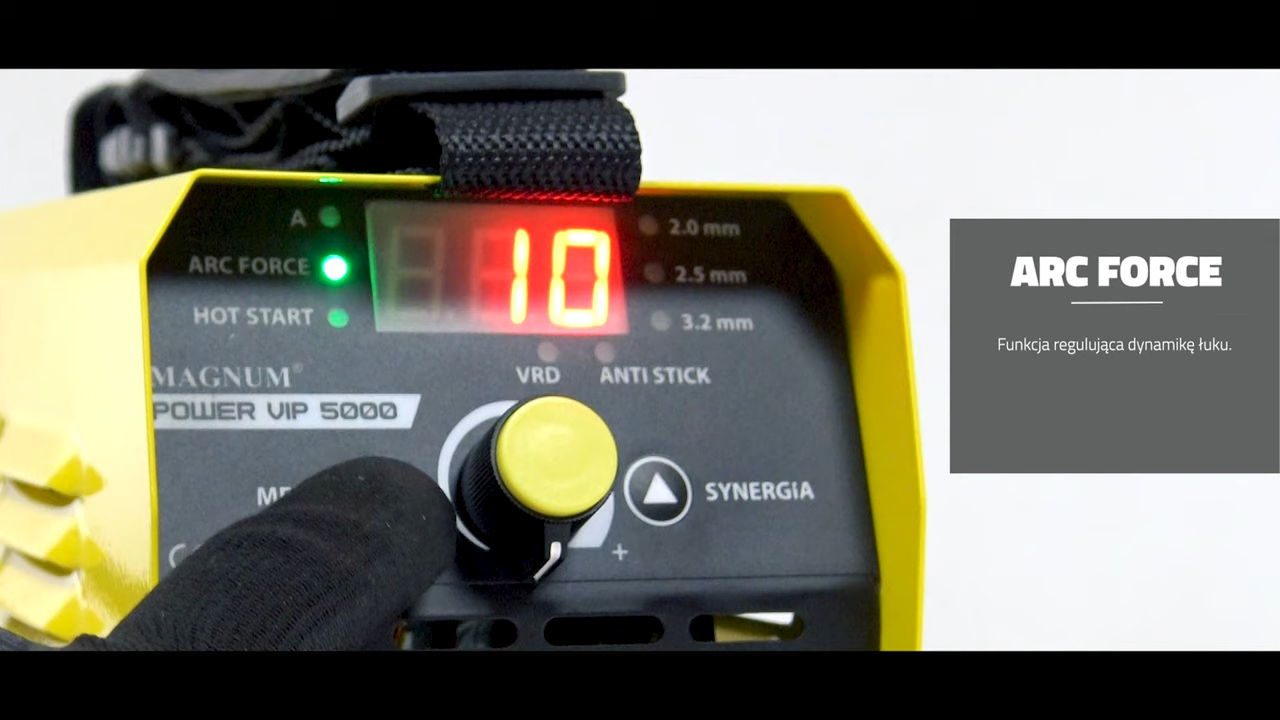 A
ARC FORCE
HOT START
10
2.0 mm
2.5 mm
3.2 mm
VRD
ANTI STICK
MAGNUM®
POWER VIP 5000
SYNERGIA
+
ARC FORCE
Funkcja regulująca dynamikę łuku.